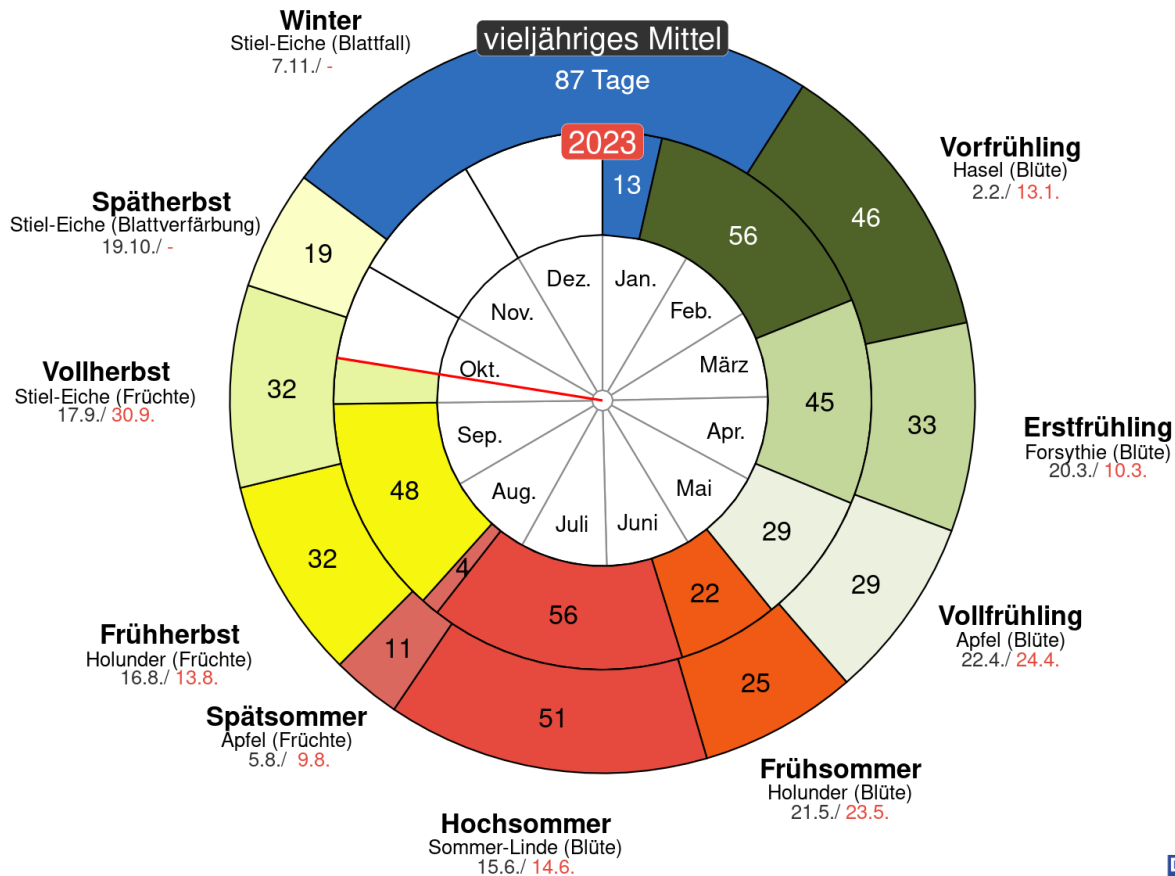 Winter
Stiel-Eiche (Blattfall)
7.11./ -
vieljähriges Mittel
87 Tage
2023
13
56
46
Vorfrühling
Hasel (Blüte)
2.2./ 13.1.
Spätherbst
Stiel-Eiche (Blattverfärbung)
19.10./ -
19
Dez.
Jan.
Nov.
Feb.
Okt.
März
Vollherbst
Stiel-Eiche (Früchte)
17.9./ 30.9.
32
45
33
Erstfrühling
Forsythie (Blüte)
20.3./ 10.3.
Sep.
Apr.
Aug.
Mai
Juli
Juni
48
29
32
4
56
22
29
Vollfrühling
Apfel (Blüte)
22.4./ 24.4.
Frühherbst
Holunder (Früchte)
16.8./ 13.8.
11
25
51
Spätsommer
Apfel (Früchte)
5.8./ 9.8.
Frühsommer
Holunder (Blüte)
21.5./ 23.5.
Hochsommer
Sommer-Linde (Blüte)
15.6./ 14.6.